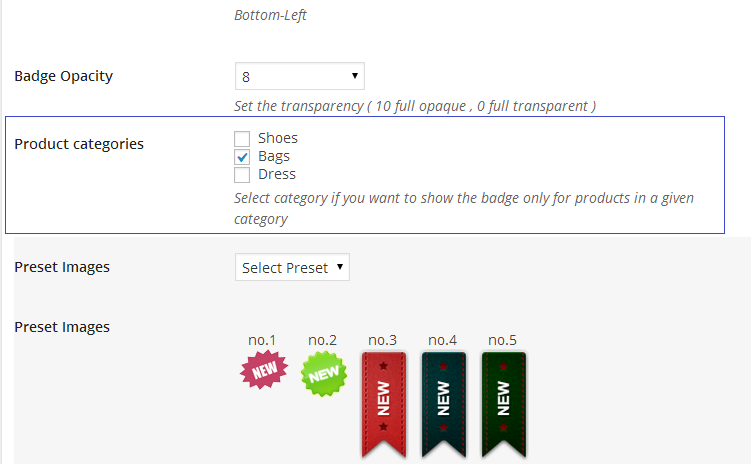 Bottom-Left
Badge Opacity 8
Set the transparency ( 10 full opaque , 0 full transparent )
Product categories
Shoes
Bags
Dress
Select category if you want to show the badge only for products in a given
category
Preset Images Select Preset
Preset Images
no.1 no.2 no.3 no.4 no.5
NEW NEW NEW NEW NEW